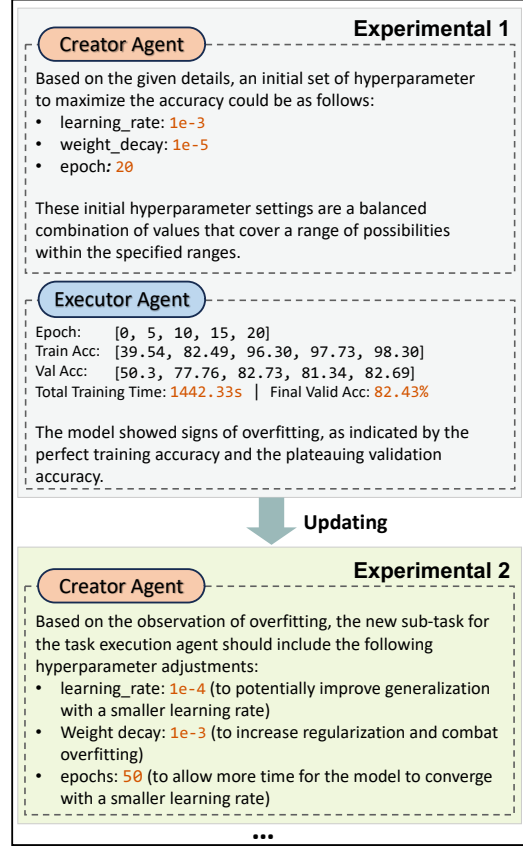 Experimental 1
Creator Agent
Based on the given details, an initial set of hyperparameter
to maximize the accuracy could be as follows:
• learning_rate: 1e-3
• weight_decay: 1e-5
• epoch: 20
These initial hyperparameter settings are a balanced
combination of values that cover a range of possibilities
within the specified ranges.
Executor Agent
Epoch: [0, 5, 10, 15, 20]
Train Acc: [39.54, 82.49, 96.30, 97.73, 98.30]
Val Acc: [50.3, 77.76, 82.73, 81.34, 82.69]
Total Training Time: 1442.33s | Final Valid Acc: 82.43%
The model showed signs of overfitting, as indicated by the
perfect training accuracy and the plateauing validation
accuracy.
Updating
Experimental 2
Creator Agent
Based on the observation of overfitting, the new sub-task for
the task execution agent should include the following
hyperparameter adjustments:
• learning_rate: 1e-4 (to potentially improve generalization
with a smaller learning rate)
• Weight decay: 1e-3 (to increase regularization and combat
overfitting)
• epochs: 50 (to allow more time for the model to converge
with a smaller learning rate)
...